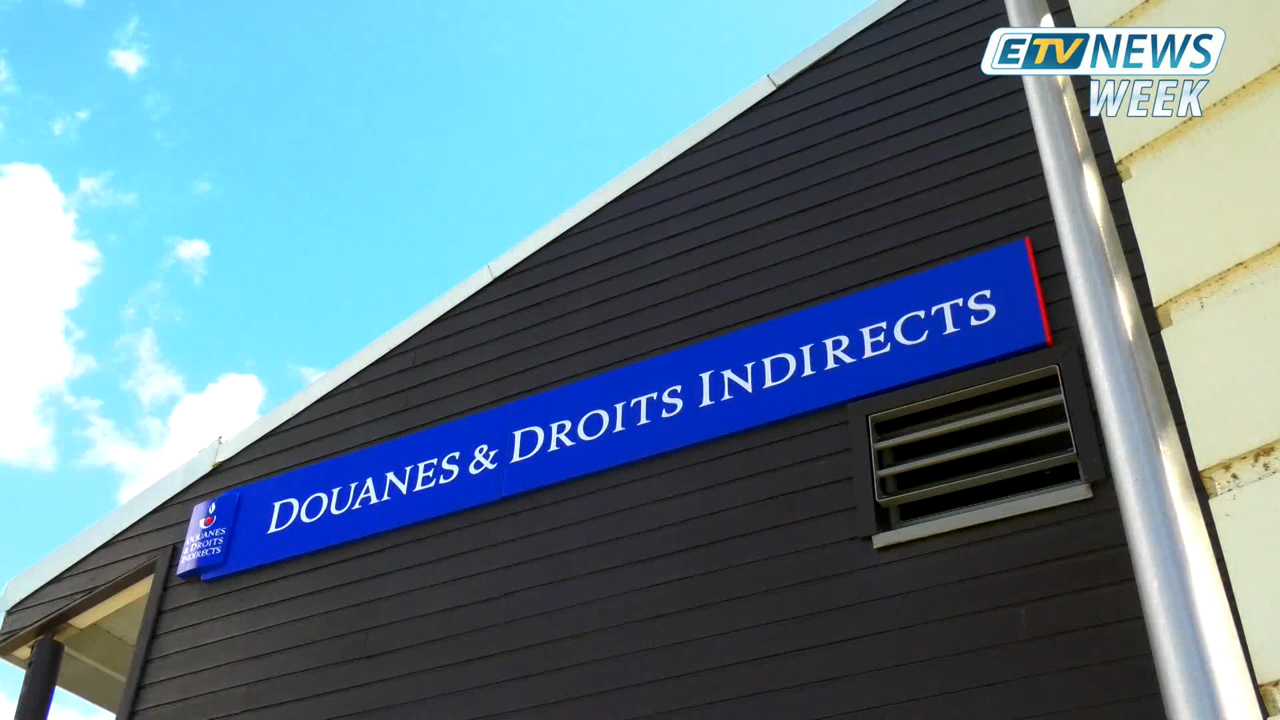 ETV NEWS
WEEK
DOUANES & DROITS INDIRECTS
DOUANES
& DROITS
INDIRECTS